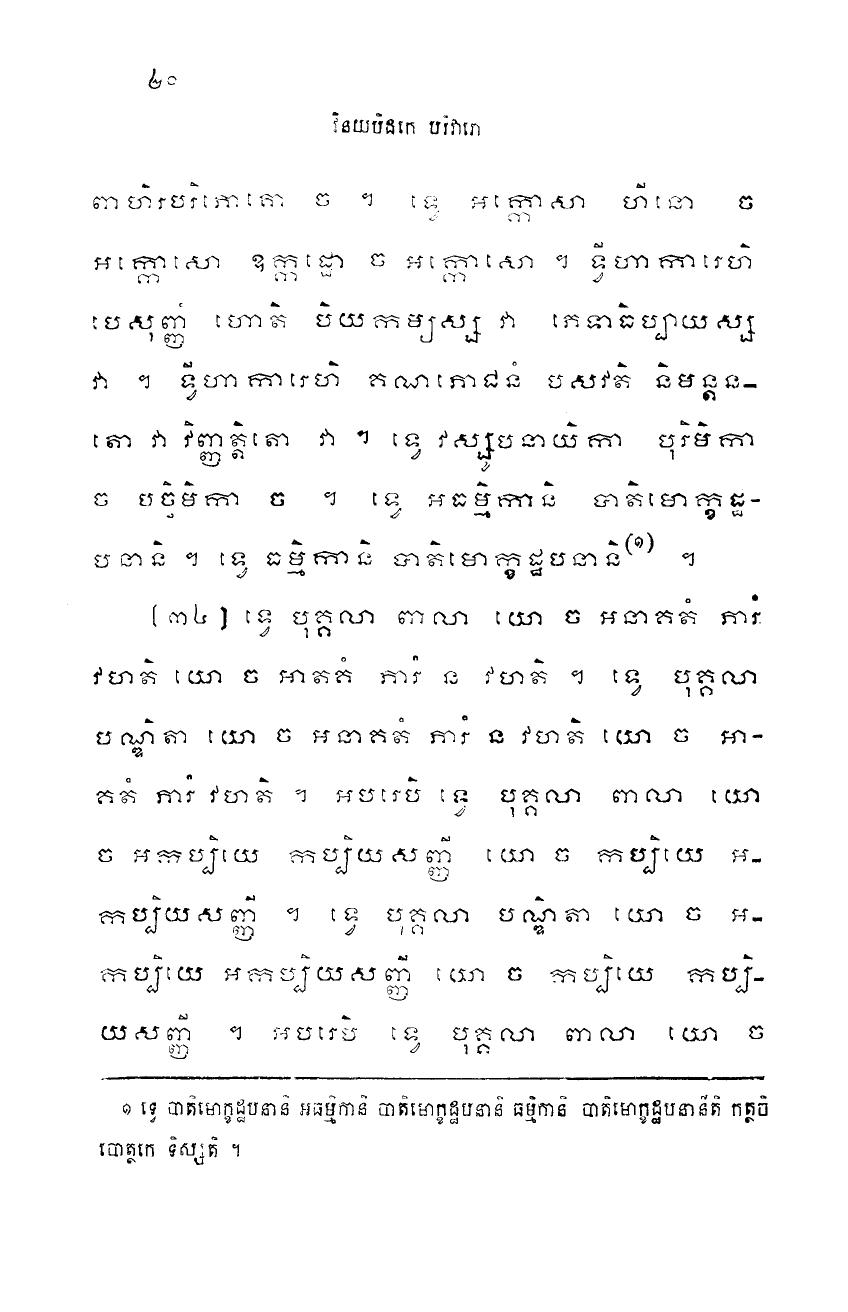 ៤០
វិនយបិដកេ បរិវារោ
ពាហិរបរិភោគោ ច ។ ទ្វេ អក្កោសា ហីនោ ច
អក្កោសោ ឧក្កដ្ឋោ ច អក្កោសោ ។ ទ្វីហាការេហិ
បេសុញ្ញំ ហោតិ បិយកម្យស្ស វា ភេទាធិប្បាយស្ស
វា ។ ទ្វីហាការេហិ គណភោជនំ បសវតិ និមន្តន-
តោ វា វិញ្ញត្តិតោ វា ។ ទ្វេ វស្សូបនាយិកា បុរិមិកា
ច បច្ឆិមិកា ច ។ ទ្វេ អធម្មិកានិ បាតិមោក្ខដ្ឋ-
បនានិ ។ ទ្វេ ធម្មិកានិ បាតិមោក្ខដ្ឋបនានិ(១) ។
(៣៤) ទ្វេ បុគ្គលា ពាលា យោ ច អនាគតំ ភារំ
វហតិ យោ ច អាគតំ ភារំ ន វហតិ ។ ទ្វេ បុគ្គលា
បណ្ឌិតា យោ ច អនាគតំ ភារំ ន វហតិ យោ ច អា-
គតំ ភារំ វហតិ ។ អបរេបិ ទ្វេ បុគ្គលា ពាលា យោ
ច អកប្បិយេ កប្បិយសញ្ញី យោ ច កប្បិយេ អ-
កប្បិយសញ្ញី ។ ទ្វេ បុគ្គលា បណ្ឌិតា យោ ច អ-
កប្បិយេ អកប្បិយសញ្ញី យោ ច កប្បិយេ កប្បិ-
យសញ្ញី ។ អបរេបិ ទ្វេ បុគ្គលា ពាលា យោ ច
១ ទ្វេ បាតិមោក្ខដ្ឋបនានិ អធម្មិកានិ បាតិមោក្ខដ្ឋបនានិ ធម្មិកានិ បាតិមោក្ខដ្ឋបនានីតិ កត្ថចិ
បោត្ថកេ ទិស្សតិ ។